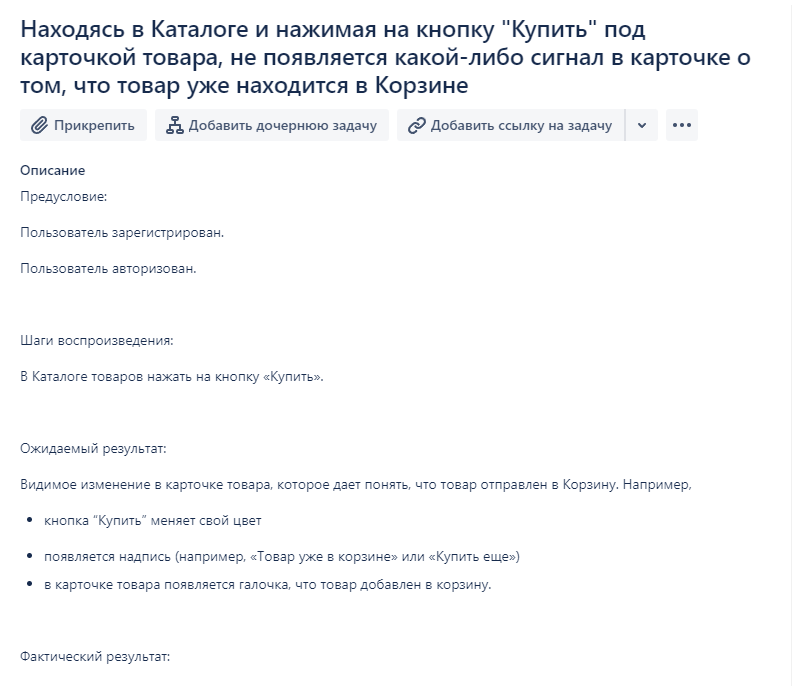 Находясь в Каталоге и нажимая на кнопку "Купить" под
карточкой товара, не появляется какой-либо сигнал в карточке о
том, что товар уже находится в Корзине
Прикрепить Добавить дочернюю задачу Добавить ссылку на задачу
Описание
Предусловие:
Пользователь зарегистрирован.
Пользователь авторизован.
Шаги воспроизведения:
В Каталоге товаров нажать на кнопку «Купить».
Ожидаемый результат:
Видимое изменение в карточке товара, которое дает понять, что товар отправлен в Корзину. Например,
• кнопка “Купить” меняет свой цвет
• появляется надпись (например, «Товар уже в корзине» или «Купить еще»)
• в карточке товара появляется галочка, что товар добавлен в корзину.
Фактический результат: